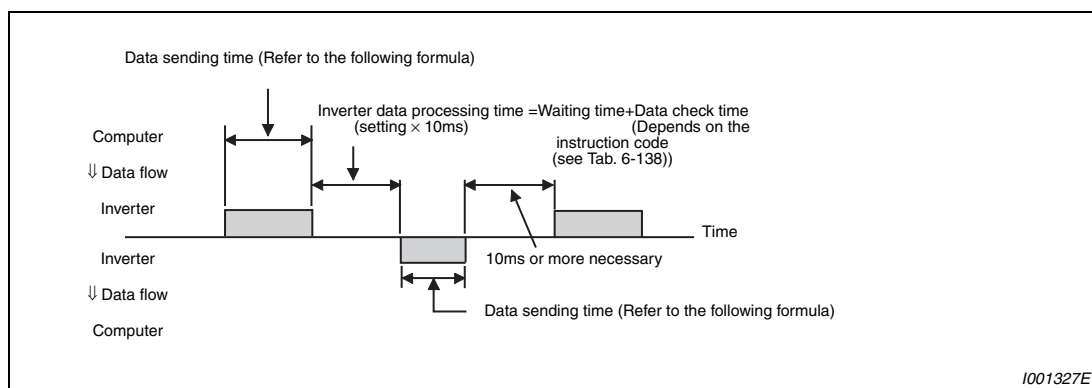 Data sending time (Refer to the following formula)
Inverter data processing time =Waiting time+Data check time
(setting × 10ms)
(Depends on the
instruction code
(see Tab. 6-138))
Computer
⇓ Data flow
Inverter
Time
Inverter
10ms or more necessary
⇓ Data flow
Data sending time (Refer to the following formula)
Computer
I001327E